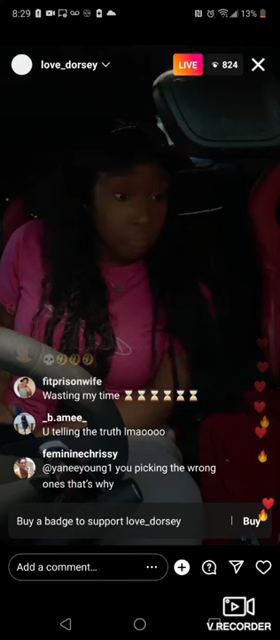 8:29
13%
love_dorsey
LIVE
824
fitprisonwife
Wasting my time
_b.amee_
U telling the truth lmaoooo
femininechrissy
@yaneeyoung1 you picking the wrong
ones that's why
Buy a badge to support love_dorsey
Buy
Add a comment...
V RECORDER